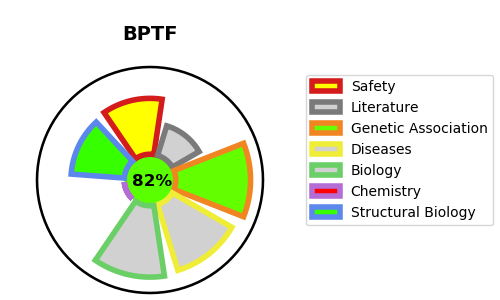 BPTF
82%
Safety
Literature
Genetic Association
Diseases
Biology
Chemistry
Structural Biology